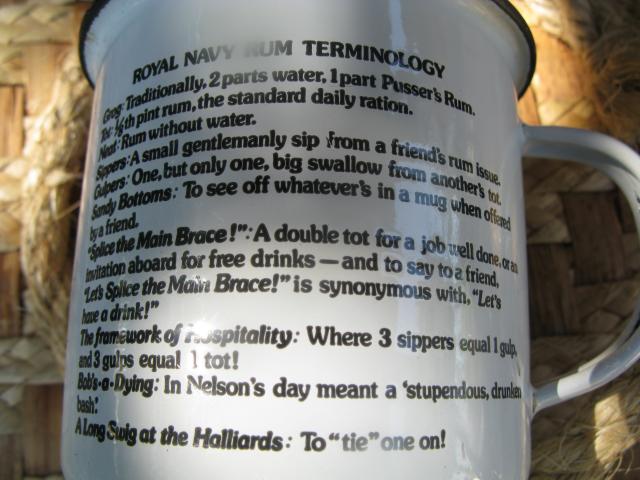 ROYAL NAVY RUM TERMINOLOGY
Grog: Traditionally, 2 parts water, 1 part Pusser's Rum.
Tot: ⅛th pint rum, the standard daily ration.
Neat: Rum without water.
Sippers: A small gentlemanly sip from a friend's rum issue.
Gulpers: One, but only one, big swallow from another's tot.
Sandy Bottoms: To see off whatever's in a mug when offered
by a friend.
"Splice the Main Brace!": A double tot for a job well done, or an
invitation aboard for free drinks—and to say to a friend,
"Let's Splice the Main Brace!" is synonymous with, "Let's
have a drink!"
The framework of Hospitality: Where 3 sippers equal 1 gulp,
and 3 gulps equal 1 tot!
Bob's-a-Dying: In Nelson's day meant a 'stupendous, drunken
bash'.
A Long Swig at the Halliards: To "tie" one on!